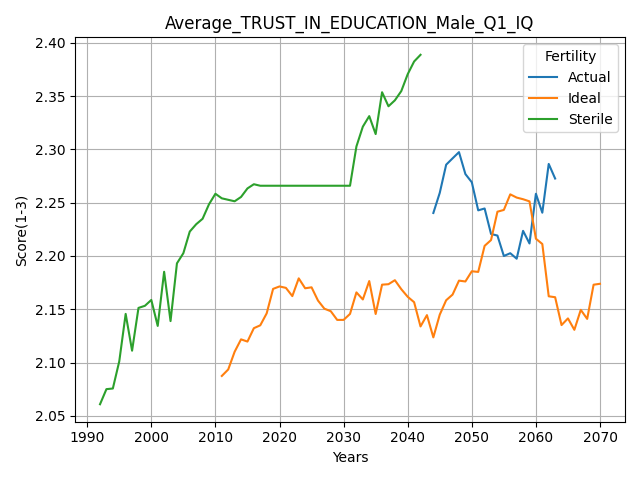 Average_TRUST_IN_EDUCATION_Male_Q1_IQ
Score(1-3)
2.40
2.35
2.30
2.25
2.20
2.15
2.10
2.05
Fertility
Actual
Ideal
Sterile
1990 2000 2010 2020 2030 2040 2050 2060 2070
Years